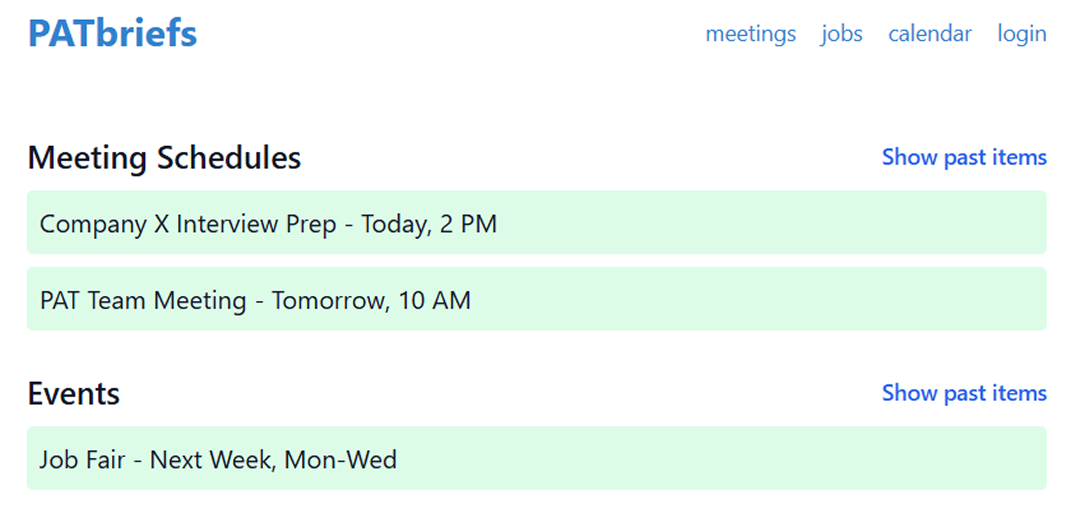 PATbriefs
meetings jobs calendar login
Meeting Schedules
Show past items
Company X Interview Prep - Today, 2 PM
PAT Team Meeting - Tomorrow, 10 AM
Events
Show past items
Job Fair - Next Week, Mon-Wed